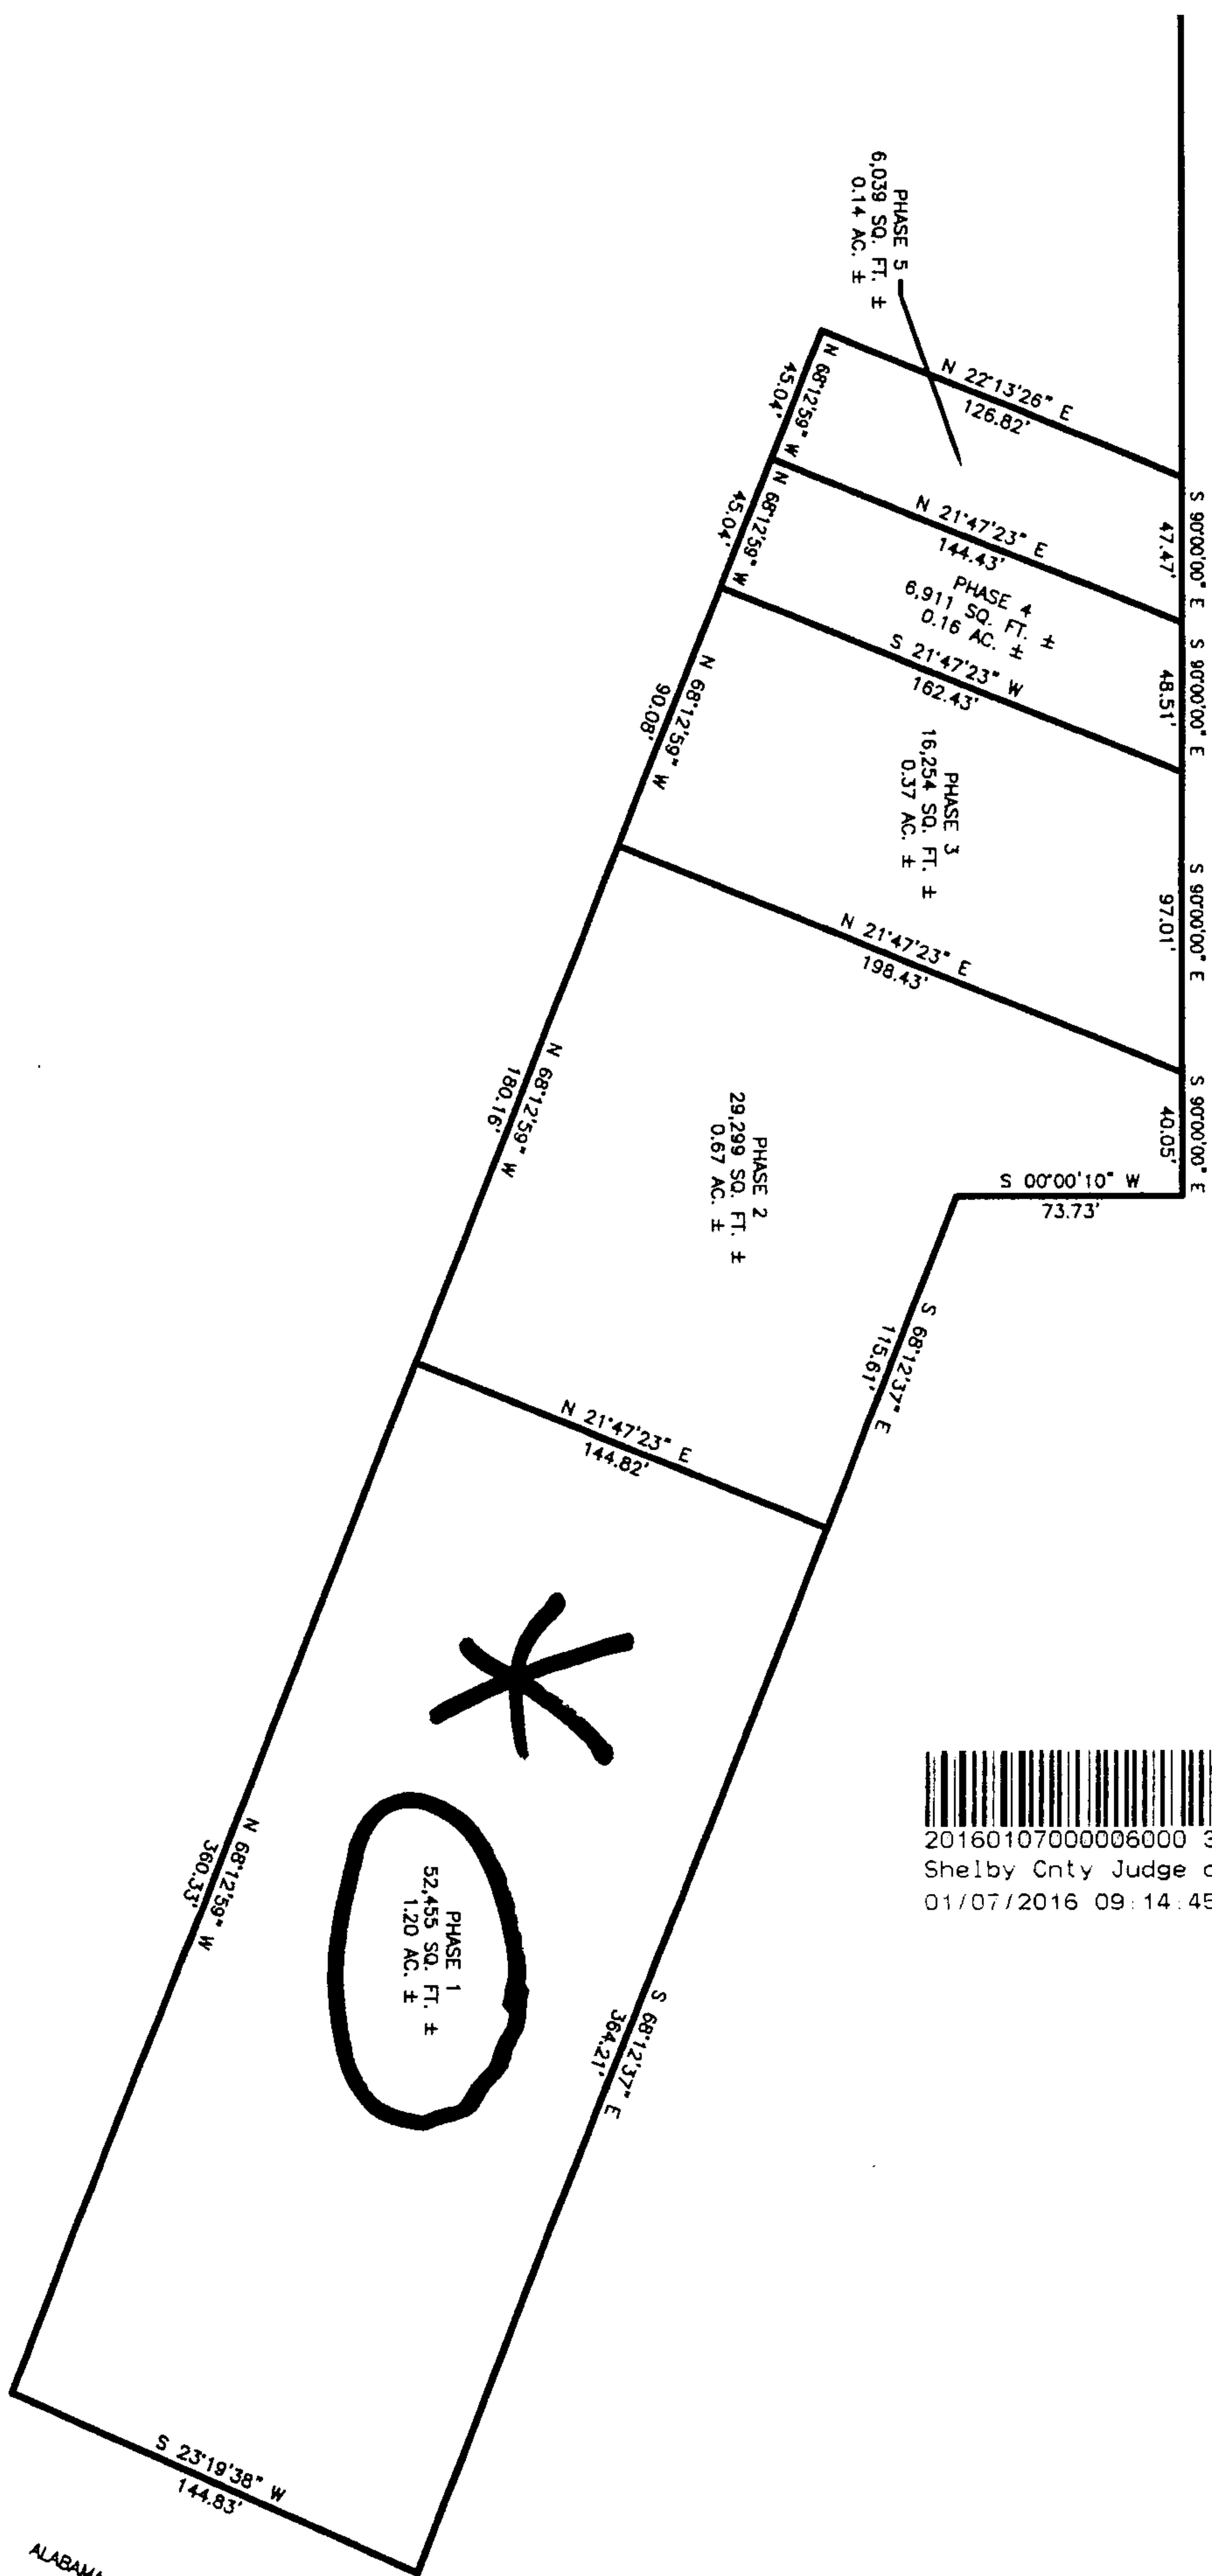 PHASE 5
6,039 SQ. FT. ±
0.14 AC. ±
N 22°13'26" E
126.82'
S 90°00'00" E
47.47'
N 68°12'59" W
45.04'
N 21°47'23" E
144.43'
S 90°00'00" E
48.51'
PHASE 4
6,911 SQ. FT. ±
0.16 AC. ±
N 68°12'59" W
45.04'
S 21°47'23" W
162.43'
S 90°00'00" E
97.01'
PHASE 3
16,254 SQ. FT. ±
0.37 AC. ±
N 68°12'59" W
90.08'
N 21°47'23" E
198.43'
S 90°00'00" E
40.05'
S 00°00'10" W
73.73'
PHASE 2
29,299 SQ. FT. ±
0.67 AC. ±
N 68°12'59" W
180.16'
S 68°12'37" E
115.61'
N 21°47'23" E
144.82'
20160107000006000 3
Shelby Cnty Judge o
01/07/2016 09:14:45
PHASE 1
52,455 SQ. FT. ±
1.20 AC. ±
N 68°12'59" W
360.33'
S 68°12'37" E
364.21'
S 23°19'38" W
144.83'
ALABAMA